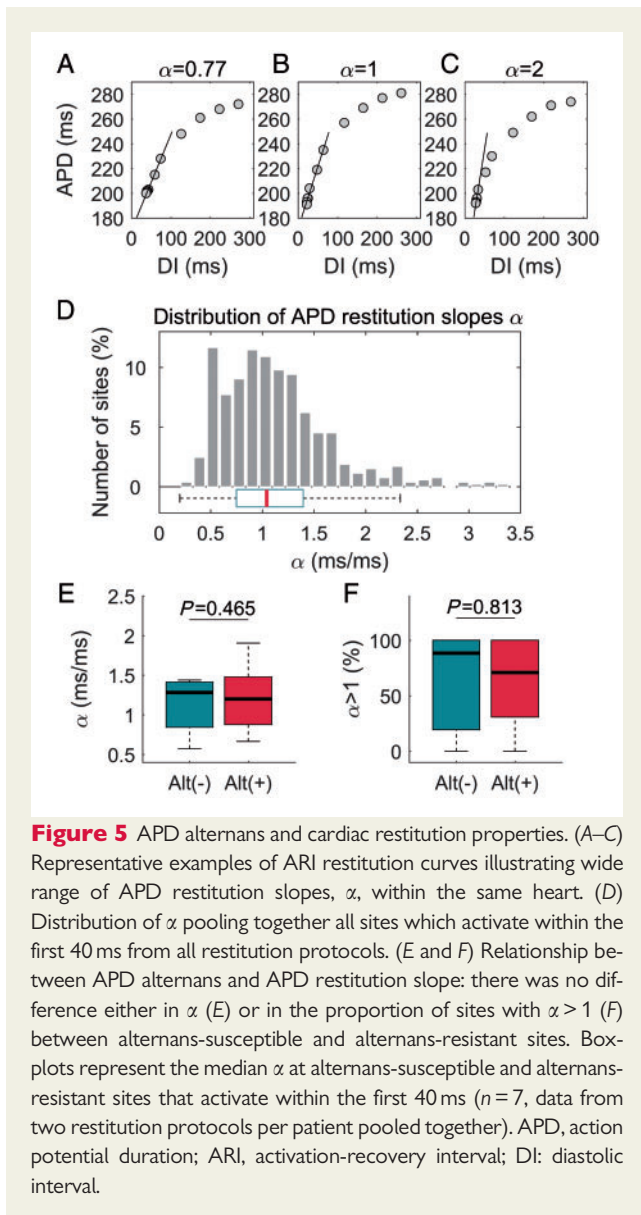 A B C
α=0.77 α=1 α=2
280 280 280
260 260 260
240 240 240
220 220 220
200 200 200
180 180 180
APD (ms)
0 100 200 300 0 100 200 300 0 100 200 300
DI (ms) DI (ms) DI (ms)
D
Distribution of APD restitution slopes α
Number of sites (%)
10
5
0
0 0.5 1 1.5 2 2.5 3 3.5
α (ms/ms)
E F
P=0.465 P=0.813
α (ms/ms)
2.5
2
1.5
1
0.5
Alt(-) Alt(+)
α>1 (%)
100
50
0
Alt(-) Alt(+)
Figure 5 APD alternans and cardiac restitution properties. (A–C)
Representative examples of ARI restitution curves illustrating wide
range of APD restitution slopes, α, within the same heart. (D)
Distribution of α pooling together all sites which activate within the
first 40 ms from all restitution protocols. (E and F) Relationship be-
tween APD alternans and APD restitution slope: there was no dif-
ference either in α (E) or in the proportion of sites with α > 1 (F)
between alternans-susceptible and alternans-resistant sites. Box-
plots represent the median α at alternans-susceptible and alternans-
resistant sites that activate within the first 40 ms (n = 7, data from
two restitution protocols per patient pooled together). APD, action
potential duration; ARI, activation-recovery interval; DI: diastolic
interval.